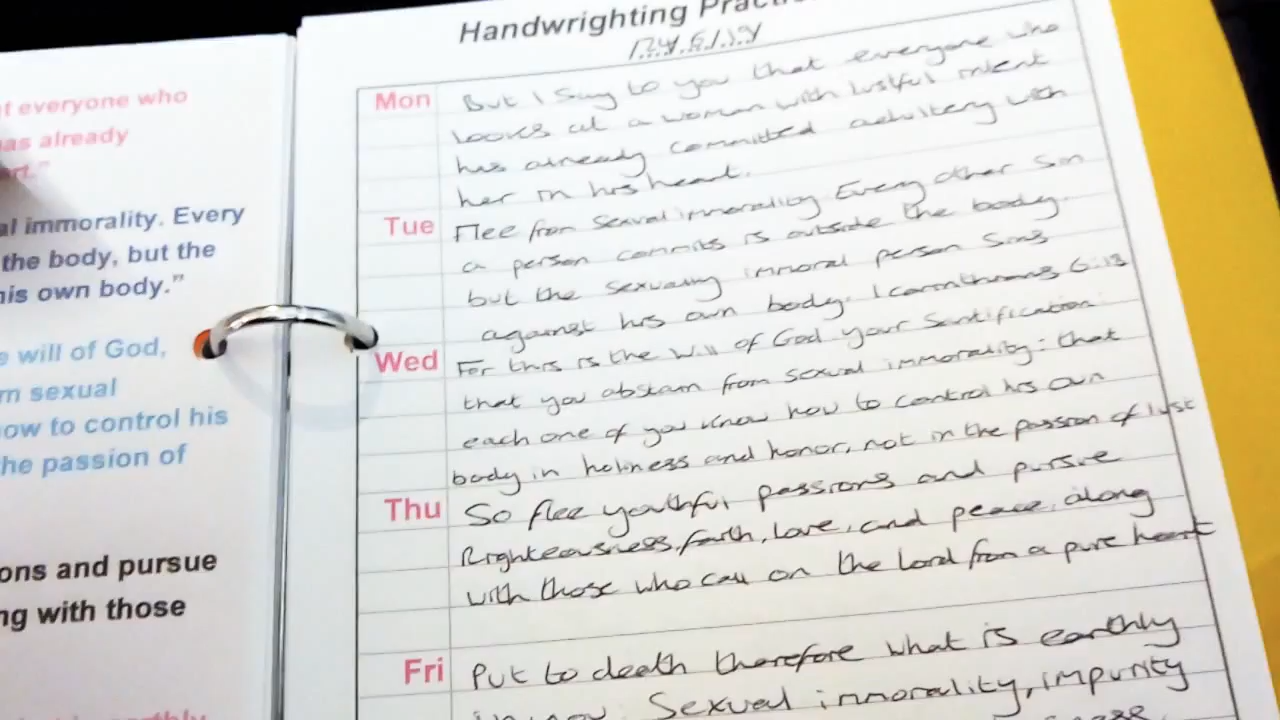 t everyone who
as already
rt."
al immorality. Every
the body, but the
his own body."
e will of God,
m sexual
ow to control his
he passion of
ons and pursue
ng with those
Handwrighting Practi
Mon But I Say to you that everyone who
looks at a woman with lustful intent
has already committed adultery with
her in his heart.
Tue Flee from Sexual immorality Every other Sin
a person commits is outside the body.
but the sexually immoral person Sins
against his own body. 1 Corinthians 6:18
Wed For this is the will of God your Santification:
that you abstain from sexual immorality: that
each one of you know how to control his own
body in holiness and honor, not in the passion of lust
Thu So flee youthful passions and pursue
Righteousness, faith, love, and peace, along
with those who call on the Lord from a pure heart
Fri Put to death therefore what is earthly
in you. Sexual immorality, impurity